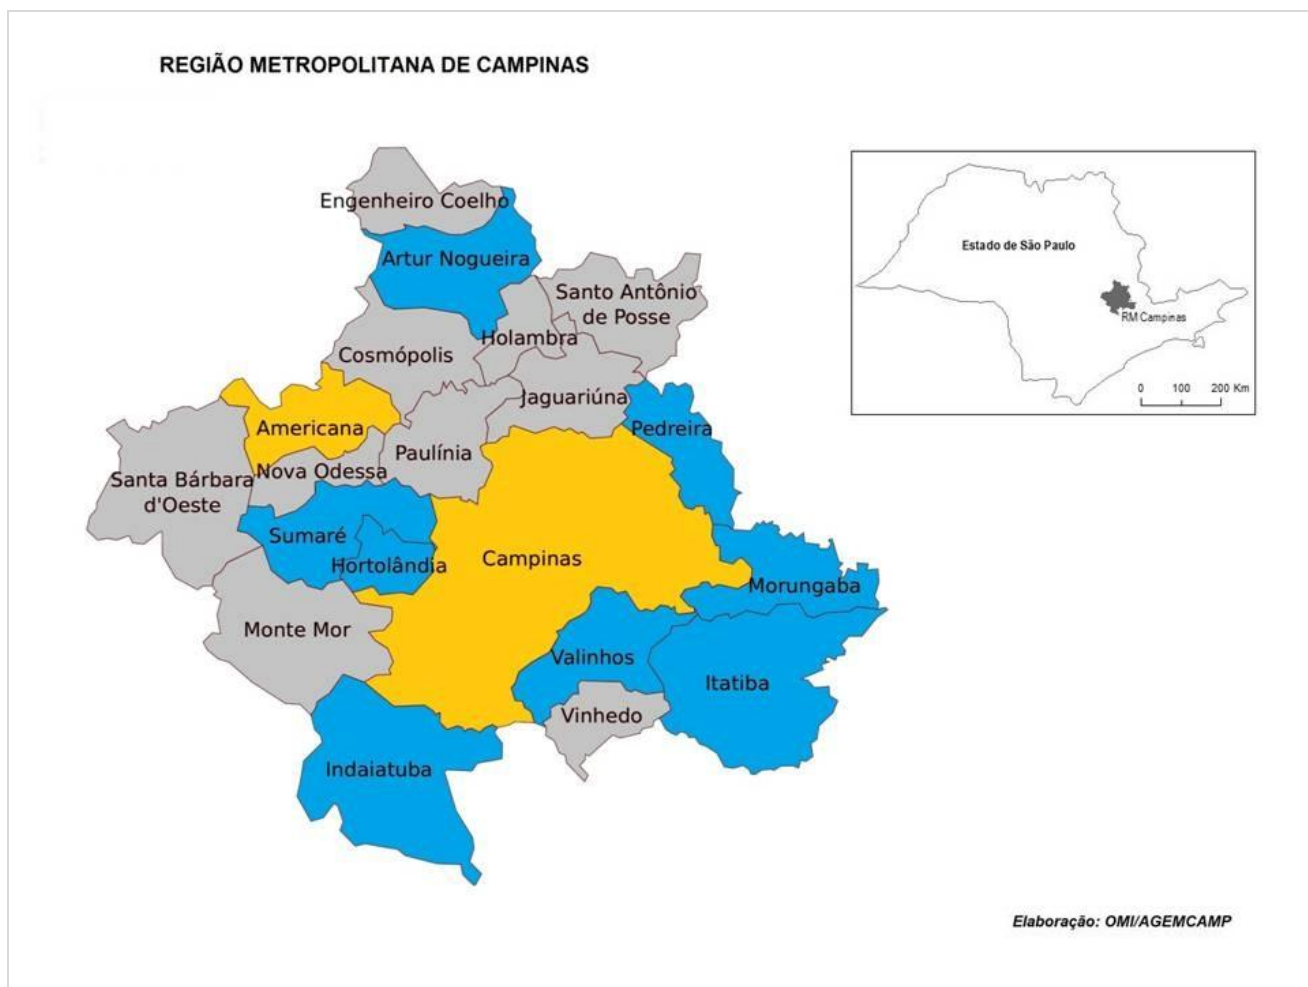 REGIÃO METROPOLITANA DE CAMPINAS
Engenheiro Coelho
Artur Nogueira
Santo Antônio
de Posse
Holambra
Cosmópolis
Jaguariúna
Americana
Pedreira
Paulínia
Nova Odessa
Santa Bárbara
d'Oeste
Sumaré
Hortolândia
Campinas
Morungaba
Monte Mor
Valinhos
Itatiba
Vinhedo
Indaiatuba
Estado de São Paulo
RM Campinas
0 100 200 Km
Elaboração: OMI/AGEMCAMP